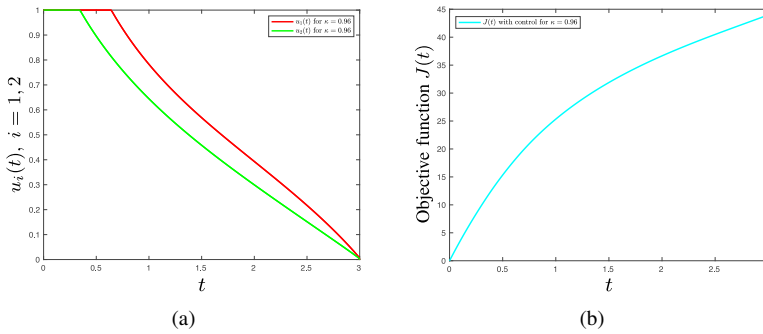 1
0.9
0.8
0.7
0.6
0.5
0.4
0.3
0.2
0.1
0
u_i(t), i = 1, 2
u₁(t) for κ = 0.96
u₂(t) for κ = 0.96
0 0.5 1 1.5 2 2.5 3
t
(a)
45
40
35
30
25
20
15
10
5
0
Objective function J(t)
J(t) with control for κ = 0.96
0 0.5 1 1.5 2 2.5
t
(b)